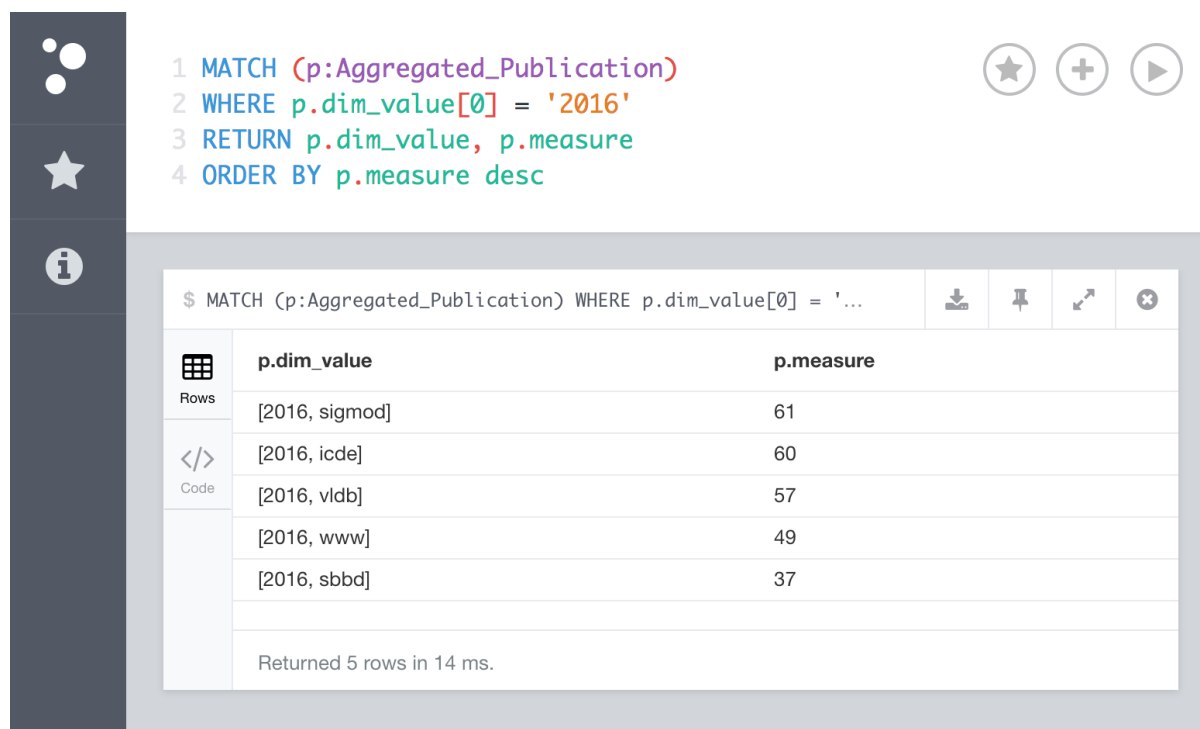 1 MATCH (p:Aggregated_Publication)
2 WHERE p.dim_value[0] = '2016'
3 RETURN p.dim_value, p.measure
4 ORDER BY p.measure desc
$ MATCH (p:Aggregated_Publication) WHERE p.dim_value[0] = '...
Rows
Code
p.dim_value p.measure
[2016, sigmod] 61
[2016, icde] 60
[2016, vldb] 57
[2016, www] 49
[2016, sbbd] 37
Returned 5 rows in 14 ms.